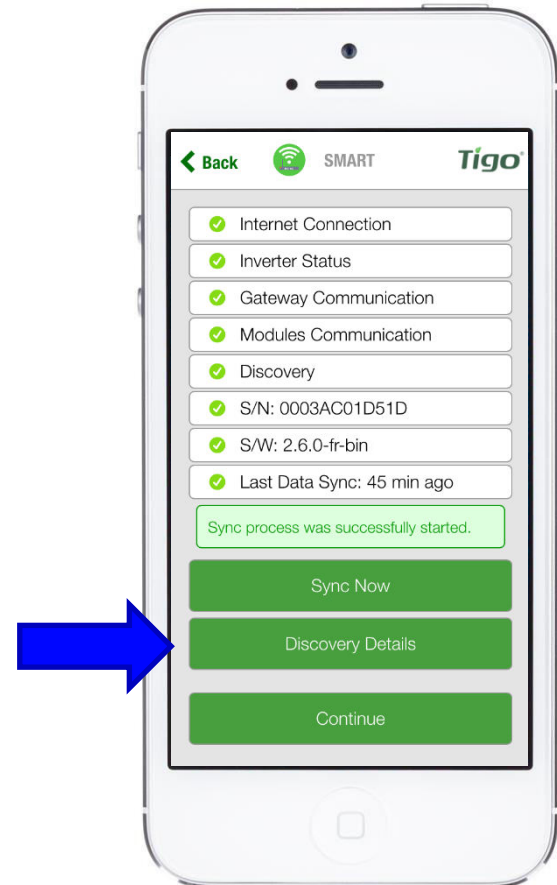 Back
SMART
Tigo
Internet Connection
Inverter Status
Gateway Communication
Modules Communication
Discovery
S/N: 0003AC01D51D
S/W: 2.6.0-fr-bin
Last Data Sync: 45 min ago
Sync process was successfully started.
Sync Now
Discovery Details
Continue